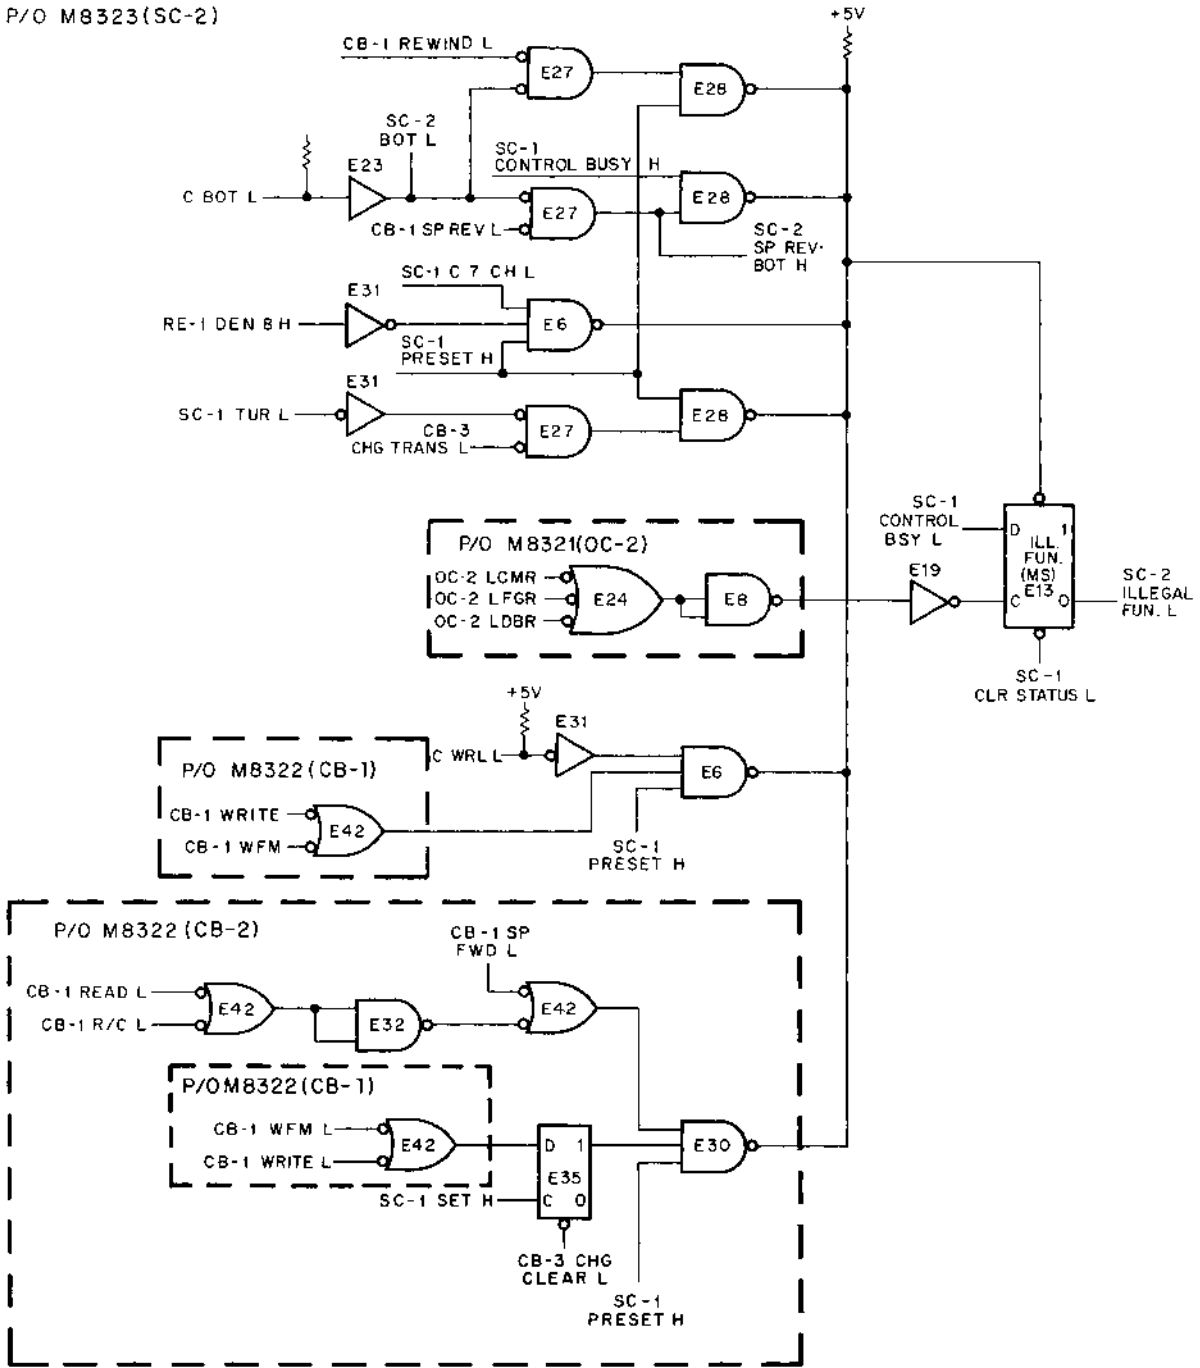 P/O M8323(SC-2)
+5V
CB-1 REWIND L
E27
E28
SC-2
BOT L
SC-1
CONTROL BUSY H
E23
C BOT L
E27
E28
CB-1 SP REV L
SC-2
SP REV·
BOT H
SC-1 C 7 CH L
E31
RE-1 DEN 8 H
E6
SC-1
PRESET H
E31
SC-1 TUR L
E27
E28
CB-3
CHG TRANS L
P/O M8321(OC-2)
OC-2 LCMR
OC-2 LFGR
OC-2 LDBR
E24
E8
E19
SC-1
CONTROL
BSY L
D 1
ILL.
FUN.
(MS)
E13
C 0
SC-2
ILLEGAL
FUN. L
SC-1
CLR STATUS L
+5V
E31
C WRL L
E6
P/O M8322(CB-1)
CB-1 WRITE
CB-1 WFM
E42
SC-1
PRESET H
P/O M8322(CB-2)
CB-1 SP
FWD L
CB-1 READ L
CB-1 R/C L
E42
E32
E42
P/O M8322(CB-1)
CB-1 WFM L
CB-1 WRITE L
E42
D 1
E35
C 0
E30
SC-1 SET H
CB-3 CHG
CLEAR L
SC-1
PRESET H